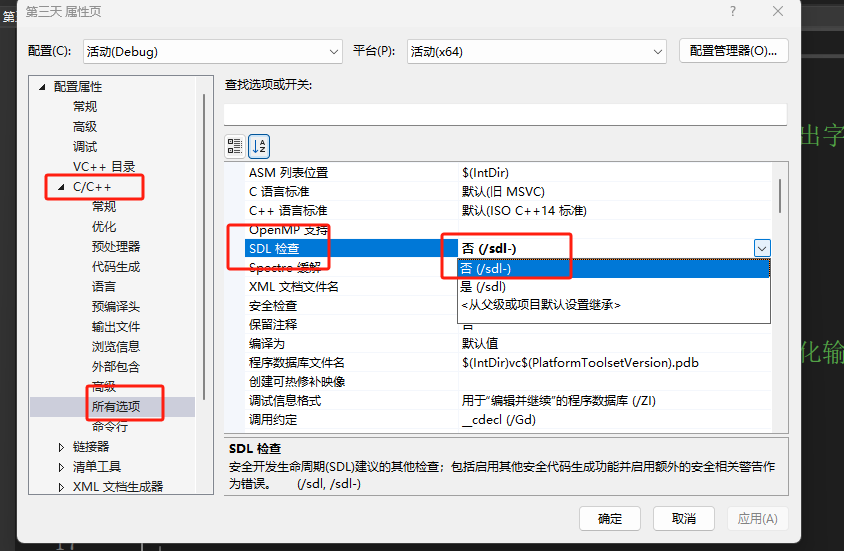 第三天 属性页 ? ×
配置(C): 活动(Debug) 平台(P): 活动(x64) 配置管理器(O)...
配置属性
常规
高级
调试
VC++ 目录
C/C++
常规
优化
预处理器
代码生成
语言
预编译头
输出文件
浏览信息
外部包含
高级
所有选项
命令行
链接器
清单工具
XML 文档生成器
查找选项或开关:
ASM 列表位置 $(IntDir)
C 语言标准 默认(旧 MSVC)
C++ 语言标准 默认(ISO C++14 标准)
OpenMP 支持
SDL 检查 否 (/sdl-)
Spectre 缓解 否 (/sdl-)
XML 文档文件名 是 (/sdl)
安全检查 <从父级或项目默认设置继承>
保留注释 否
编译为 默认值
程序数据库文件名 $(IntDir)vc$(PlatformToolsetVersion).pdb
创建可热修补映像
调试信息格式 用于“编辑并继续”的程序数据库 (/ZI)
调用约定 __cdecl (/Gd)
SDL 检查
安全开发生命周期(SDL)建议的其他检查；包括启用其他安全代码生成功能并启用额外的安全相关警告作
为错误。 (/sdl, /sdl-)
确定 取消 应用(A)
第三
出字
化输
17